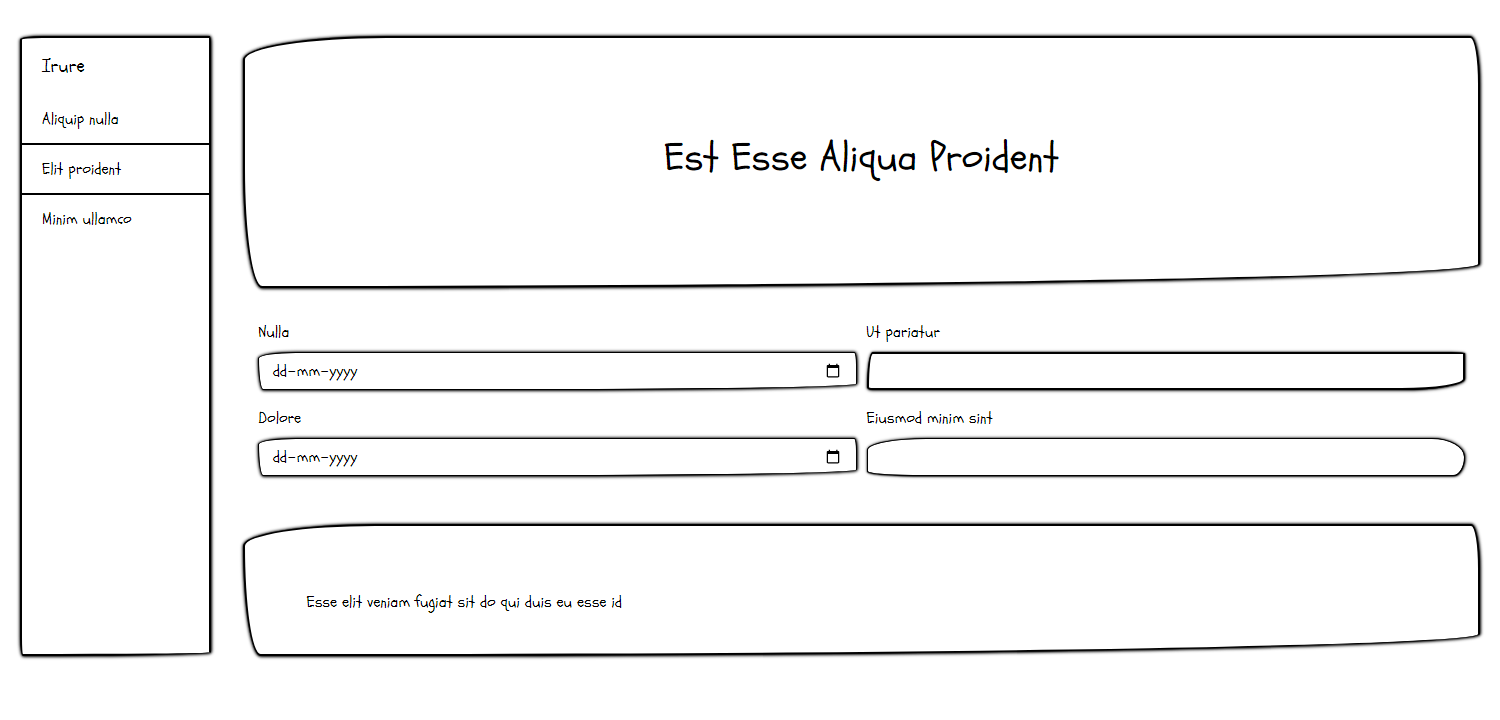 Irure
Aliquip nulla
Elit proident
Minim ullamco
Est Esse Aliqua Proident
Nulla
Ut pariatur
dd-mm-yyyy
Dolore
Eiusmod minim sint
dd-mm-yyyy
Esse elit veniam fugiat sit do qui duis eu esse id